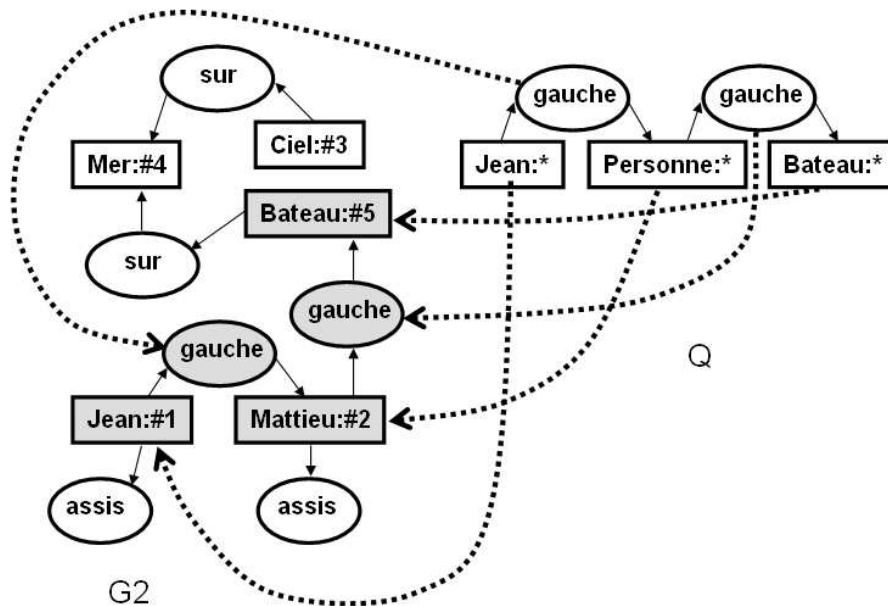 sur
gauche
gauche
Ciel:#3
Mer:#4
Jean:*
Personne:*
Bateau:*
Bateau:#5
sur
gauche
gauche
Q
Jean:#1
Mattieu:#2
assis
assis
G2